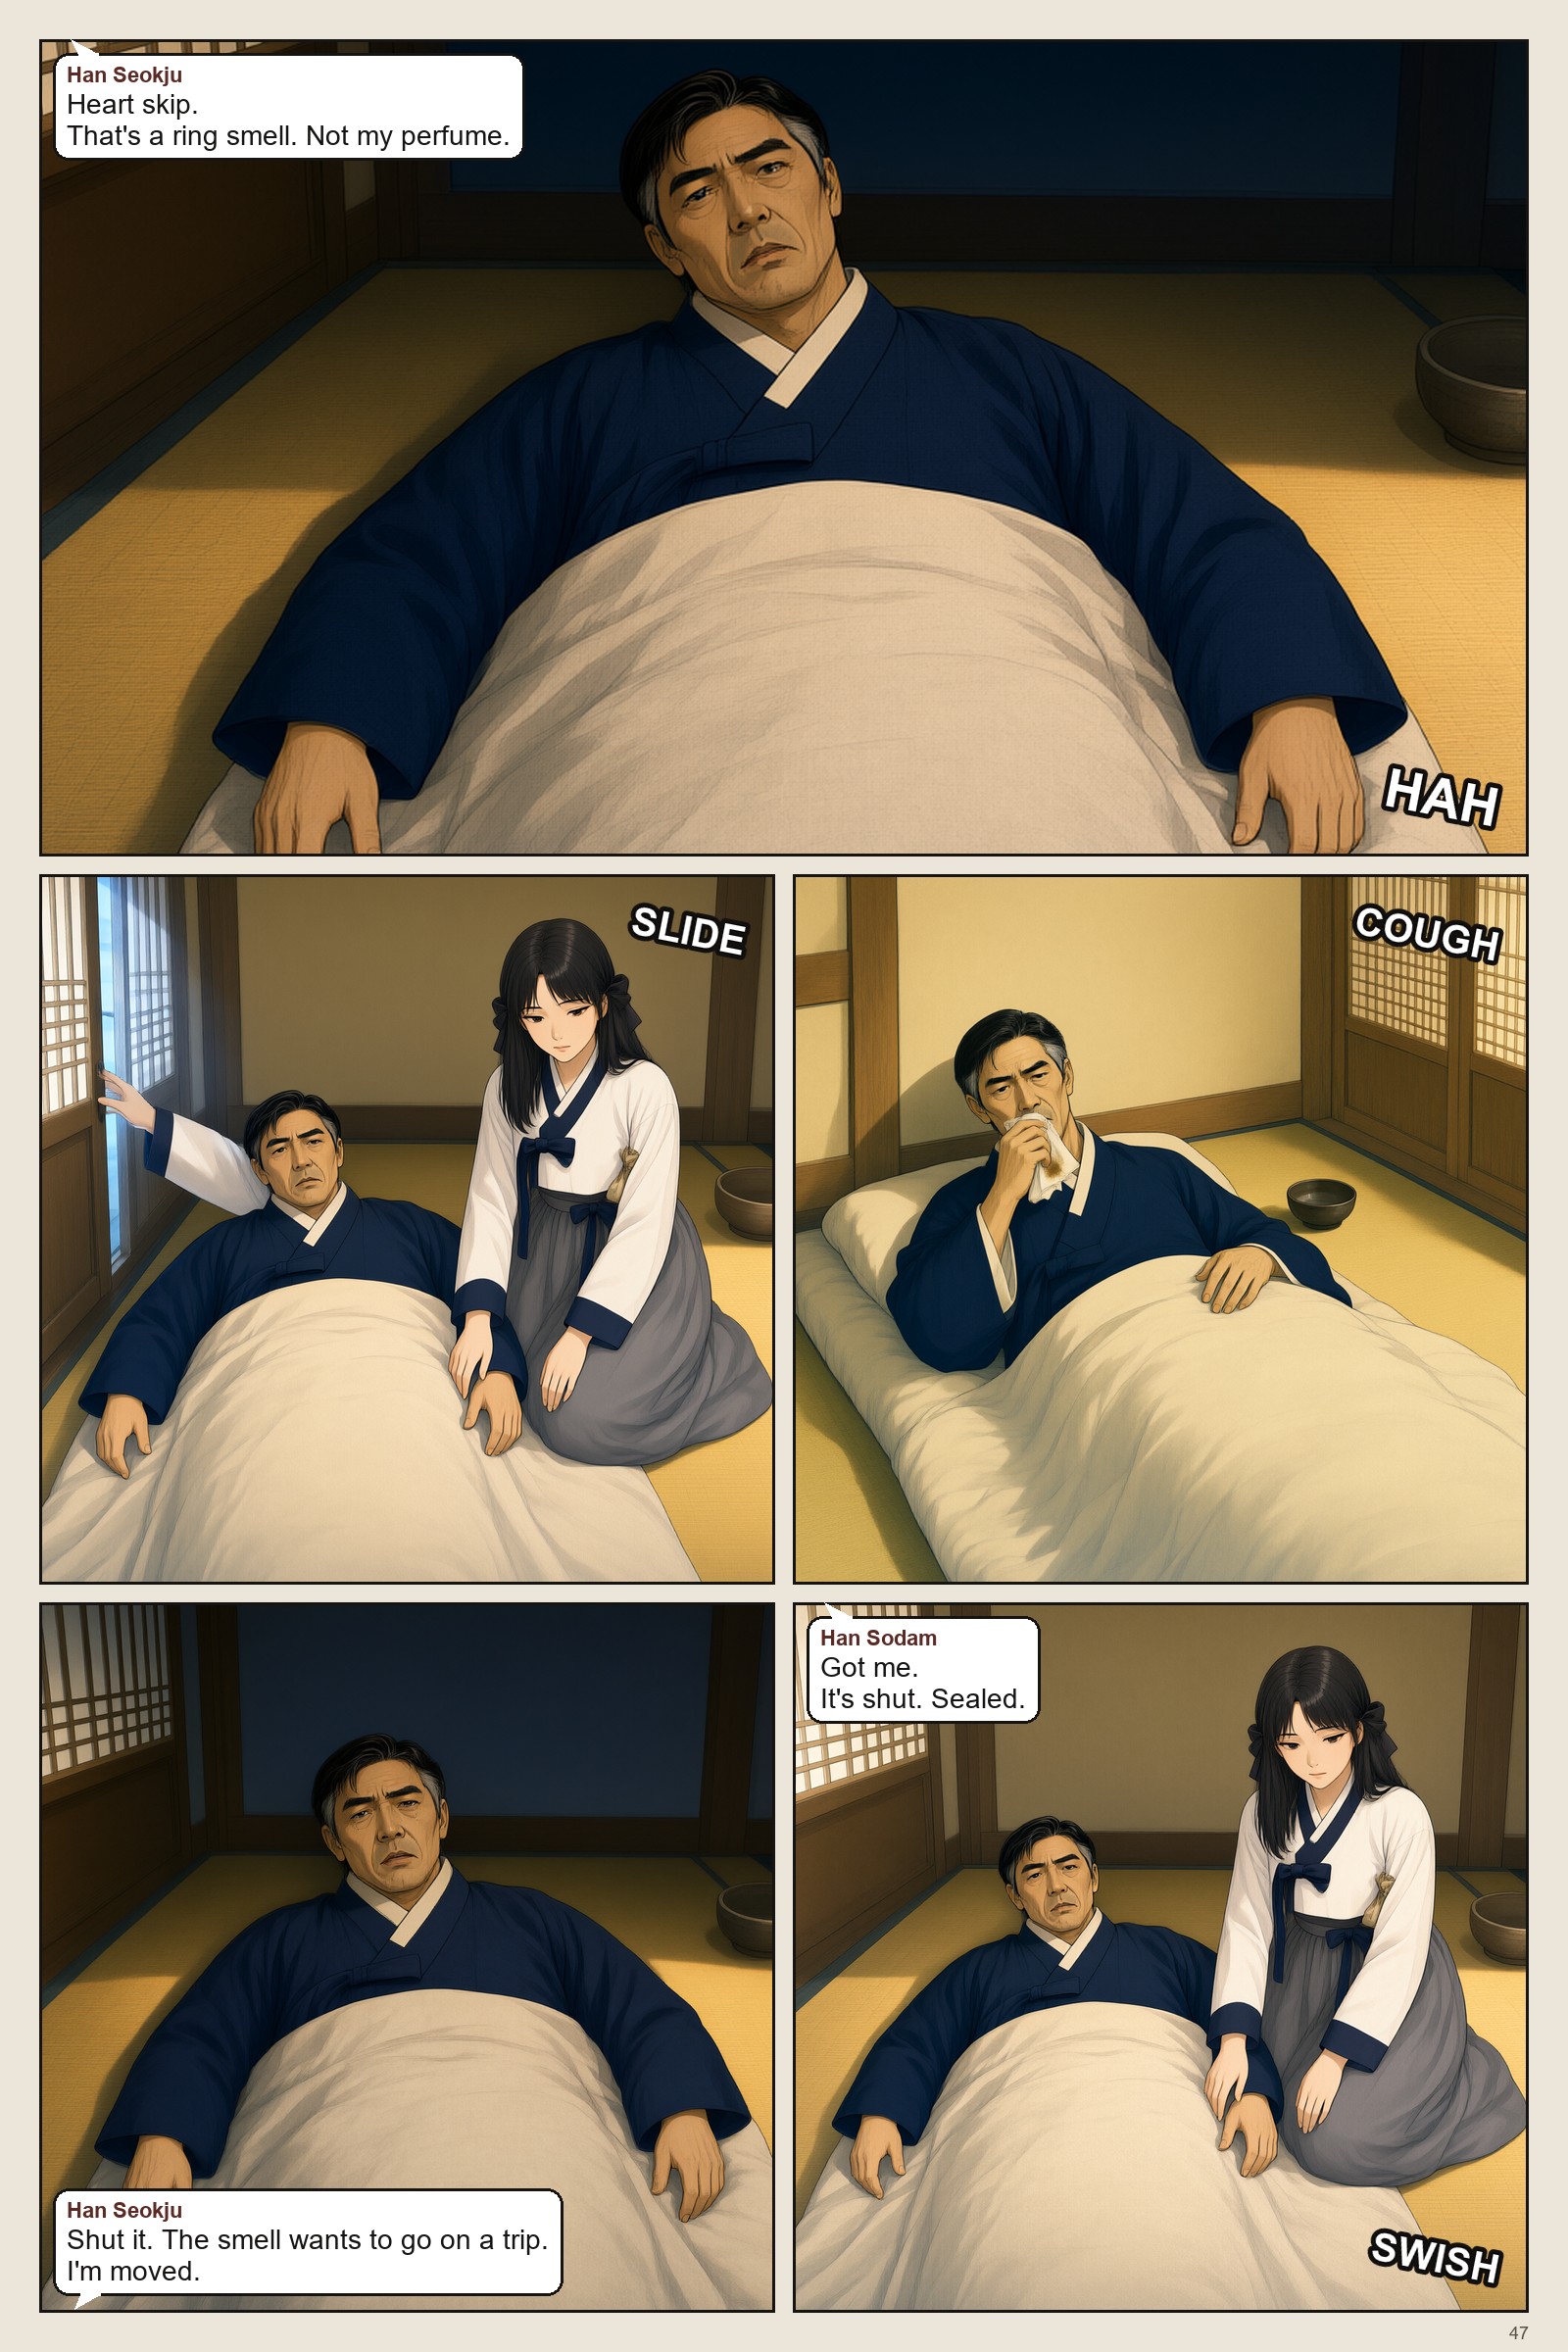 Han Seokju
Heart skip.
That's a ring smell. Not my perfume.
HAH
SLIDE
COUGH
Han Seokju
Shut it. The smell wants to go on a trip.
I'm moved.
Han Sodam
Got me.
It's shut. Sealed.
SWISH
47